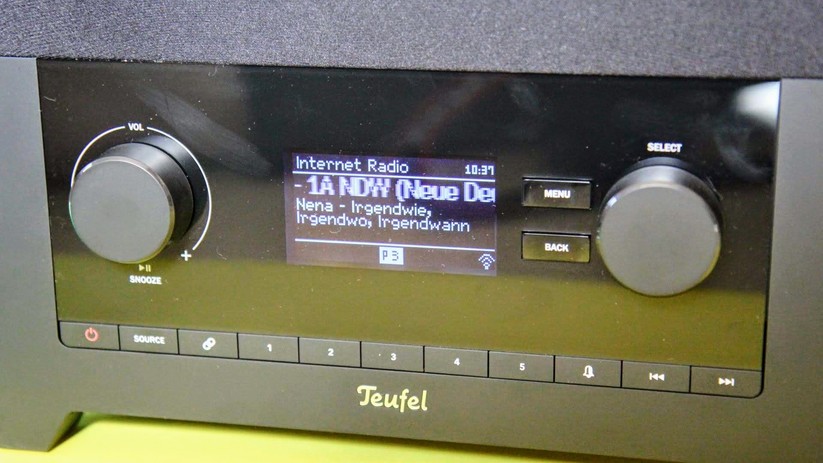 VOL
SELECT
Internet Radio 10:37
- 1A NDW (Neue Deu
Nena - Irgendwie,
Irgendwo, Irgendwann
P3
MENU
BACK
+
SNOOZE
SOURCE
1
2
3
4
5
Teufel